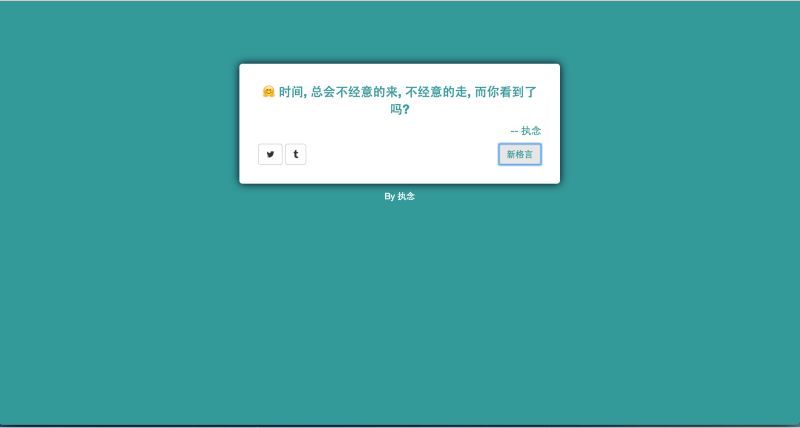 🤗 时间, 总会不经意的来, 不经意的走, 而你看到了
吗?
-- 执念
新格言
By 执念